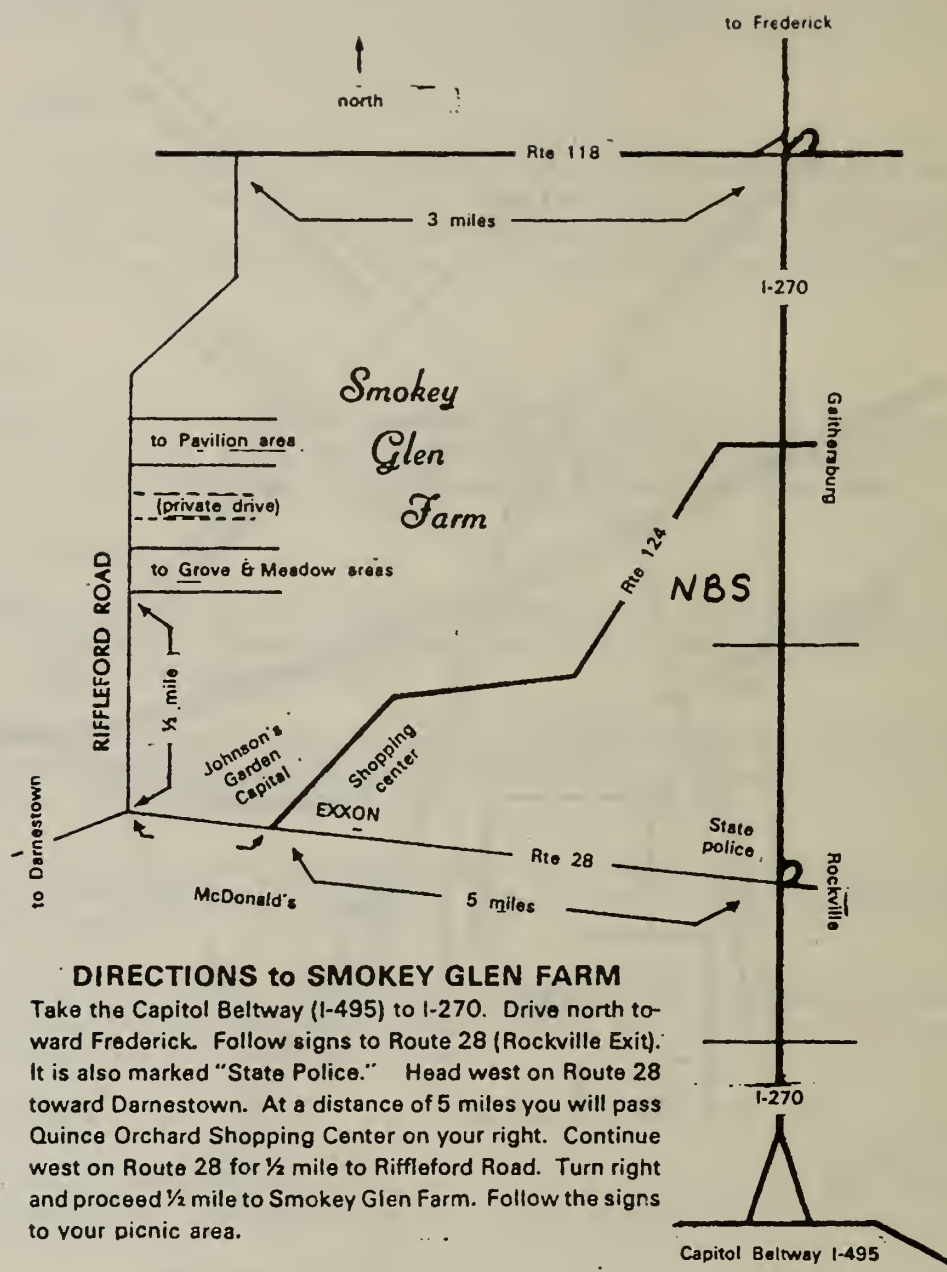 to Frederick
north
Rte 118
3 miles
I-270
Smokey
Glen
Farm
Gaithersburg
to Pavilion area
(private drive)
to Grove & Meadow areas
Rte 124
NBS
RIFFLEFORD ROAD
½ mile
Johnson's
Garden
Capital
Shopping
center
EXXON
to Darnestown
State
police
Rte 28
Rockville
McDonald's
5 miles
DIRECTIONS to SMOKEY GLEN FARM
Take the Capitol Beltway (I-495) to I-270. Drive north to-
ward Frederick. Follow signs to Route 28 (Rockville Exit).
It is also marked "State Police." Head west on Route 28
toward Darnestown. At a distance of 5 miles you will pass
Quince Orchard Shopping Center on your right. Continue
west on Route 28 for ½ mile to Riffleford Road. Turn right
and proceed ½ mile to Smokey Glen Farm. Follow the signs
to your picnic area.
I-270
Capitol Beltway I-495